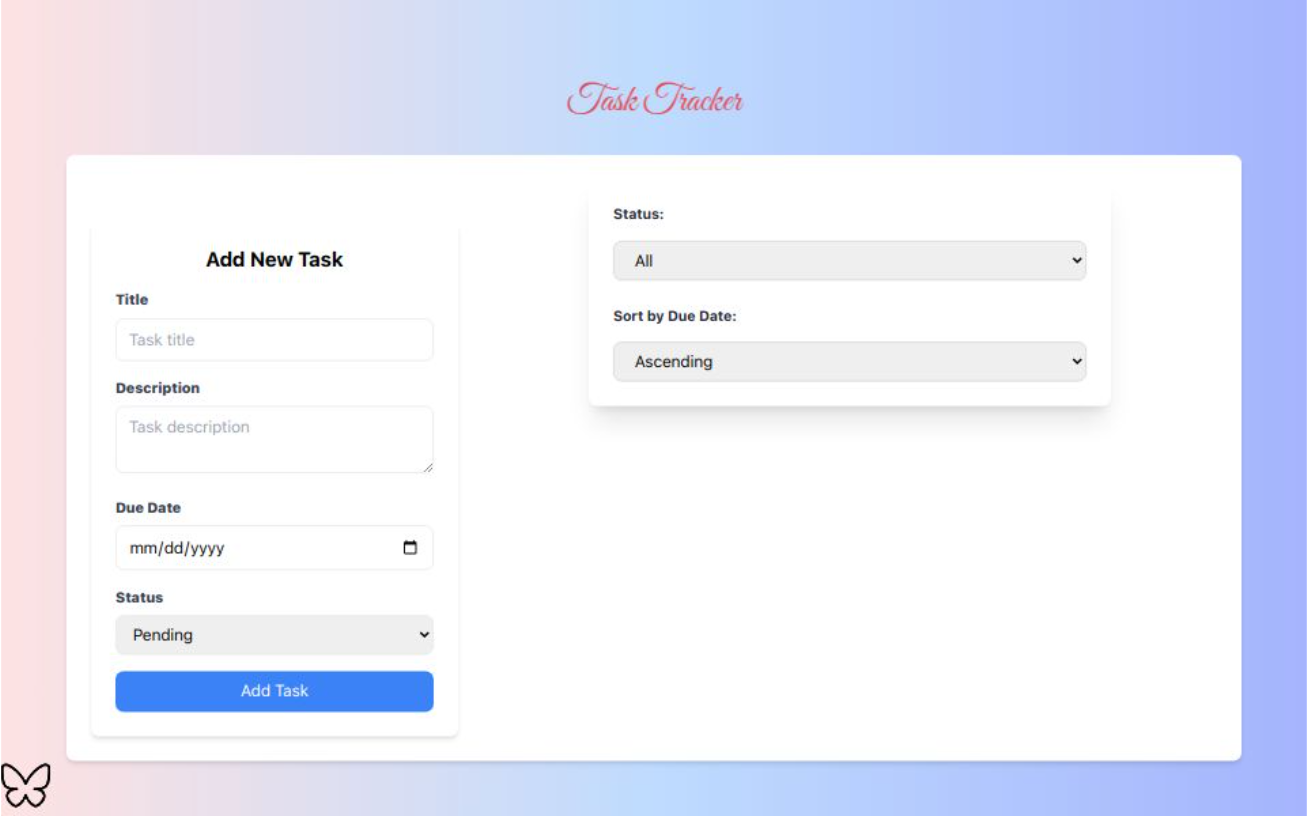 Task Tracker
Add New Task
Title
Task title
Description
Task description
Due Date
mm/dd/yyyy
Status
Pending
Add Task
Status:
All
Sort by Due Date:
Ascending